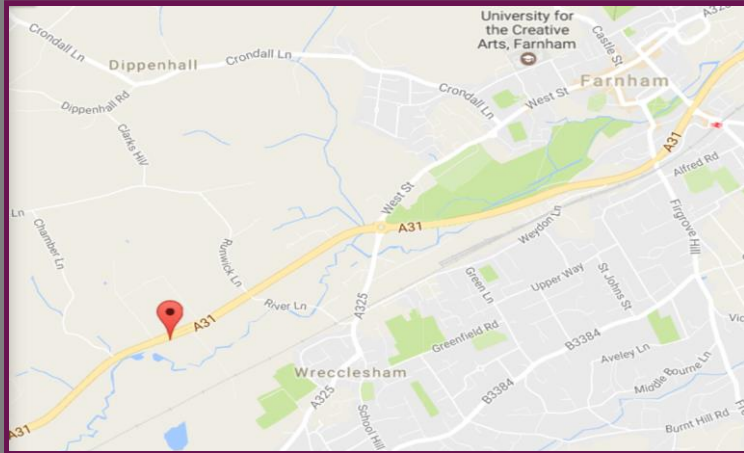 University for
the Creative
Arts, Farnham
Castle St
Crondall Ln
Dippenhall
Crondall Ln
Farnham
Crondall Ln
West St
Dippenhall Rd
A31
Clarks Hill
Alfred Rd
West St
Ln
Chamber Ln
Runwick Ln
A31
Weydon Ln
Firgrove Hill
Green Ln
Upper Way
St Johns St
River Ln
A325
A31
Greenfield Rd
B3384
Aveley Ln
Wrecclesham
Middle Bourne Ln
A325
School Hill
B3384
Burnt Hill Rd
A31